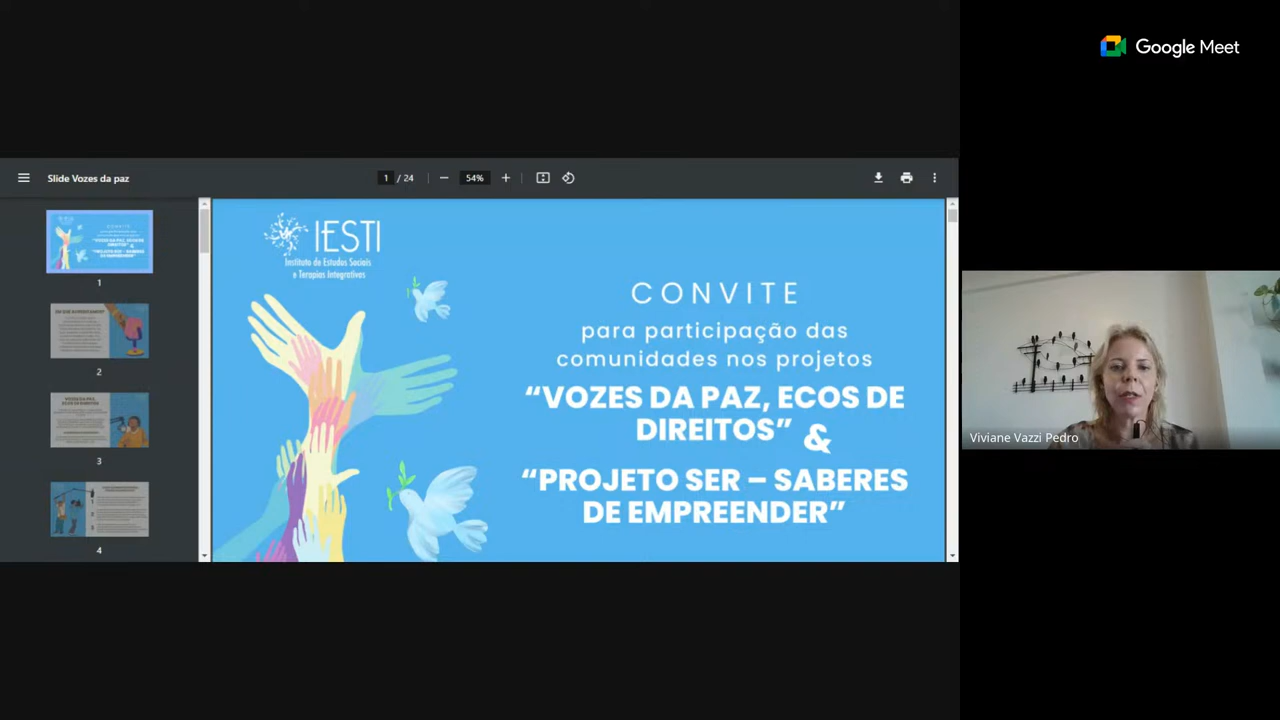 Google Meet
Slide Vozes da paz
1 / 24
54%
IESTI
Instituto de Estudos Sociais
e Terapias Integrativas
CONVITE
para participação das
comunidades nos projetos
“VOZES DA PAZ, ECOS DE
DIREITOS” &
“PROJETO SER – SABERES
DE EMPREENDER”
1
2
3
4
Viviane Vazzi Pedro